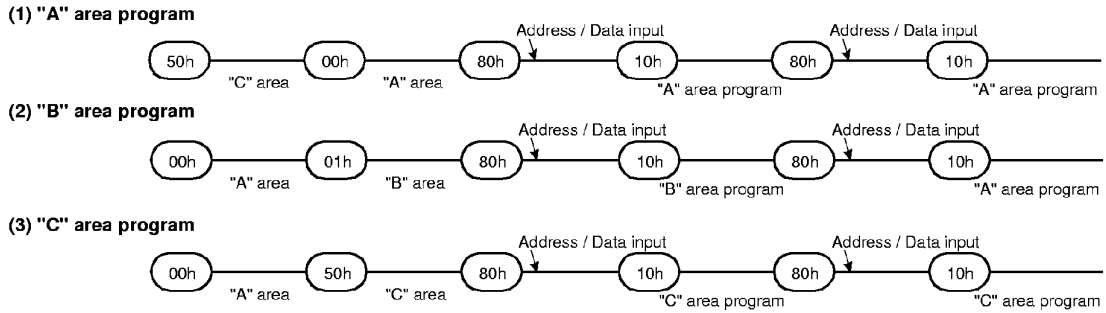 (1) "A" area program
Address / Data input Address / Data input
50h 00h 80h 10h 80h 10h
"C" area "A" area "A" area program "A" area program
(2) "B" area program
Address / Data input Address / Data input
00h 01h 80h 10h 80h 10h
"A" area "B" area "B" area program "A" area program
(3) "C" area program
Address / Data input Address / Data input
00h 50h 80h 10h 80h 10h
"A" area "C" area "C" area program "C" area program